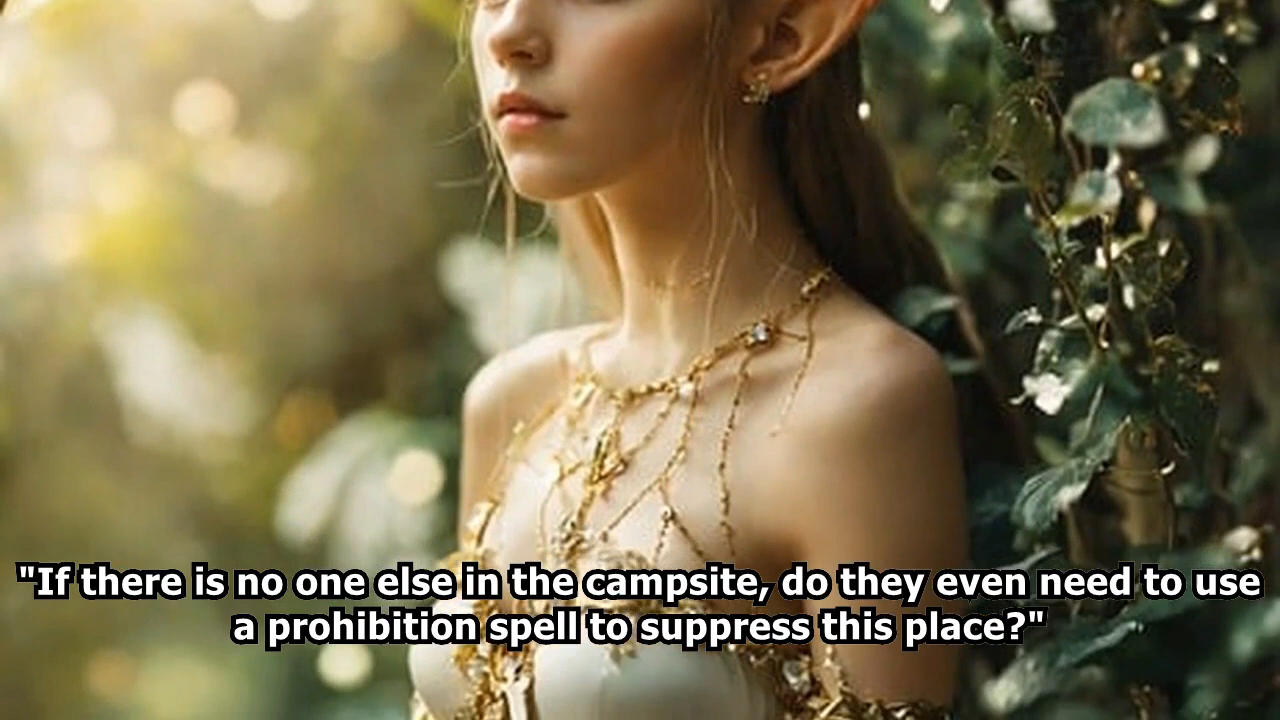 "If there is no one else in the campsite, do they even need to use
a prohibition spell to suppress this place?"